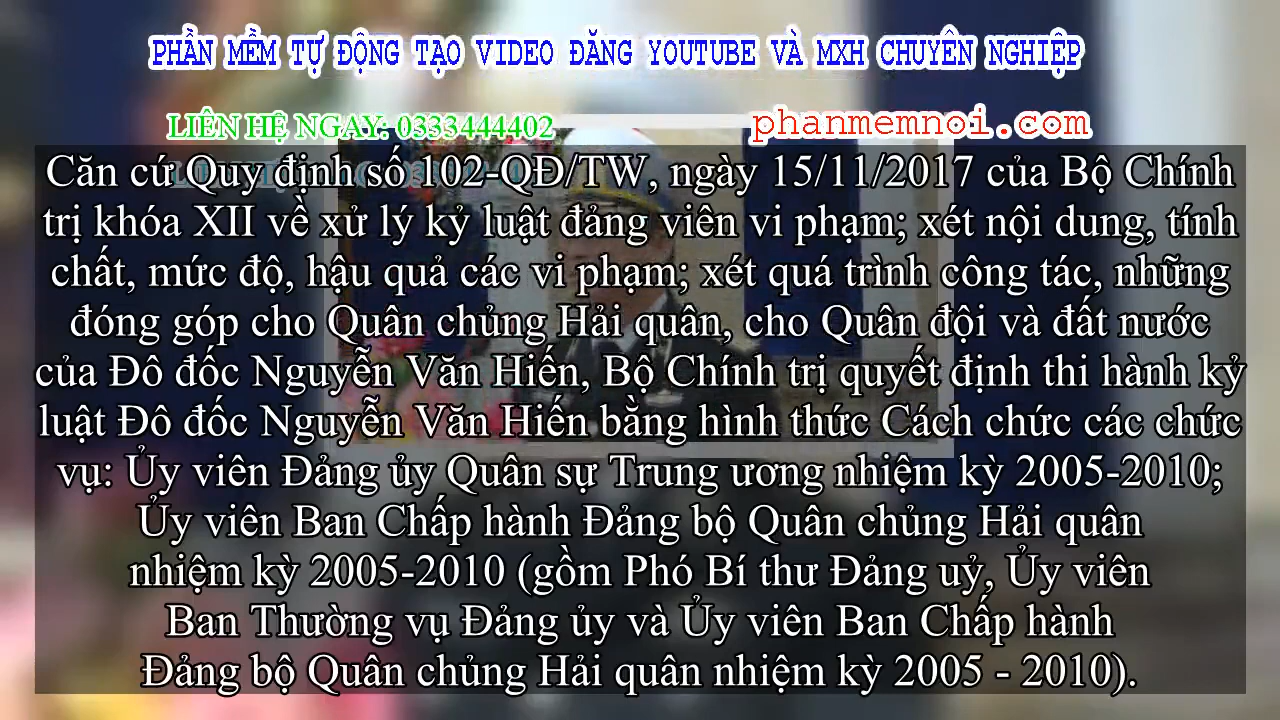 PHẦN MỀM TỰ ĐỘNG TẠO VIDEO ĐĂNG YOUTUBE VÀ MXH CHUYÊN NGHIỆP
LIÊN HỆ NGAY: 0333444402
phanmemnoi.com
Căn cứ Quy định số 102-QĐ/TW, ngày 15/11/2017 của Bộ Chính
trị khóa XII về xử lý kỷ luật đảng viên vi phạm; xét nội dung, tính
chất, mức độ, hậu quả các vi phạm; xét quá trình công tác, những
đóng góp cho Quân chủng Hải quân, cho Quân đội và đất nước
của Đô đốc Nguyễn Văn Hiến, Bộ Chính trị quyết định thi hành kỷ
luật Đô đốc Nguyễn Văn Hiến bằng hình thức Cách chức các chức
vụ: Ủy viên Đảng ủy Quân sự Trung ương nhiệm kỳ 2005-2010;
Ủy viên Ban Chấp hành Đảng bộ Quân chủng Hải quân
nhiệm kỳ 2005-2010 (gồm Phó Bí thư Đảng uỷ, Ủy viên
Ban Thường vụ Đảng ủy và Ủy viên Ban Chấp hành
Đảng bộ Quân chủng Hải quân nhiệm kỳ 2005 - 2010).